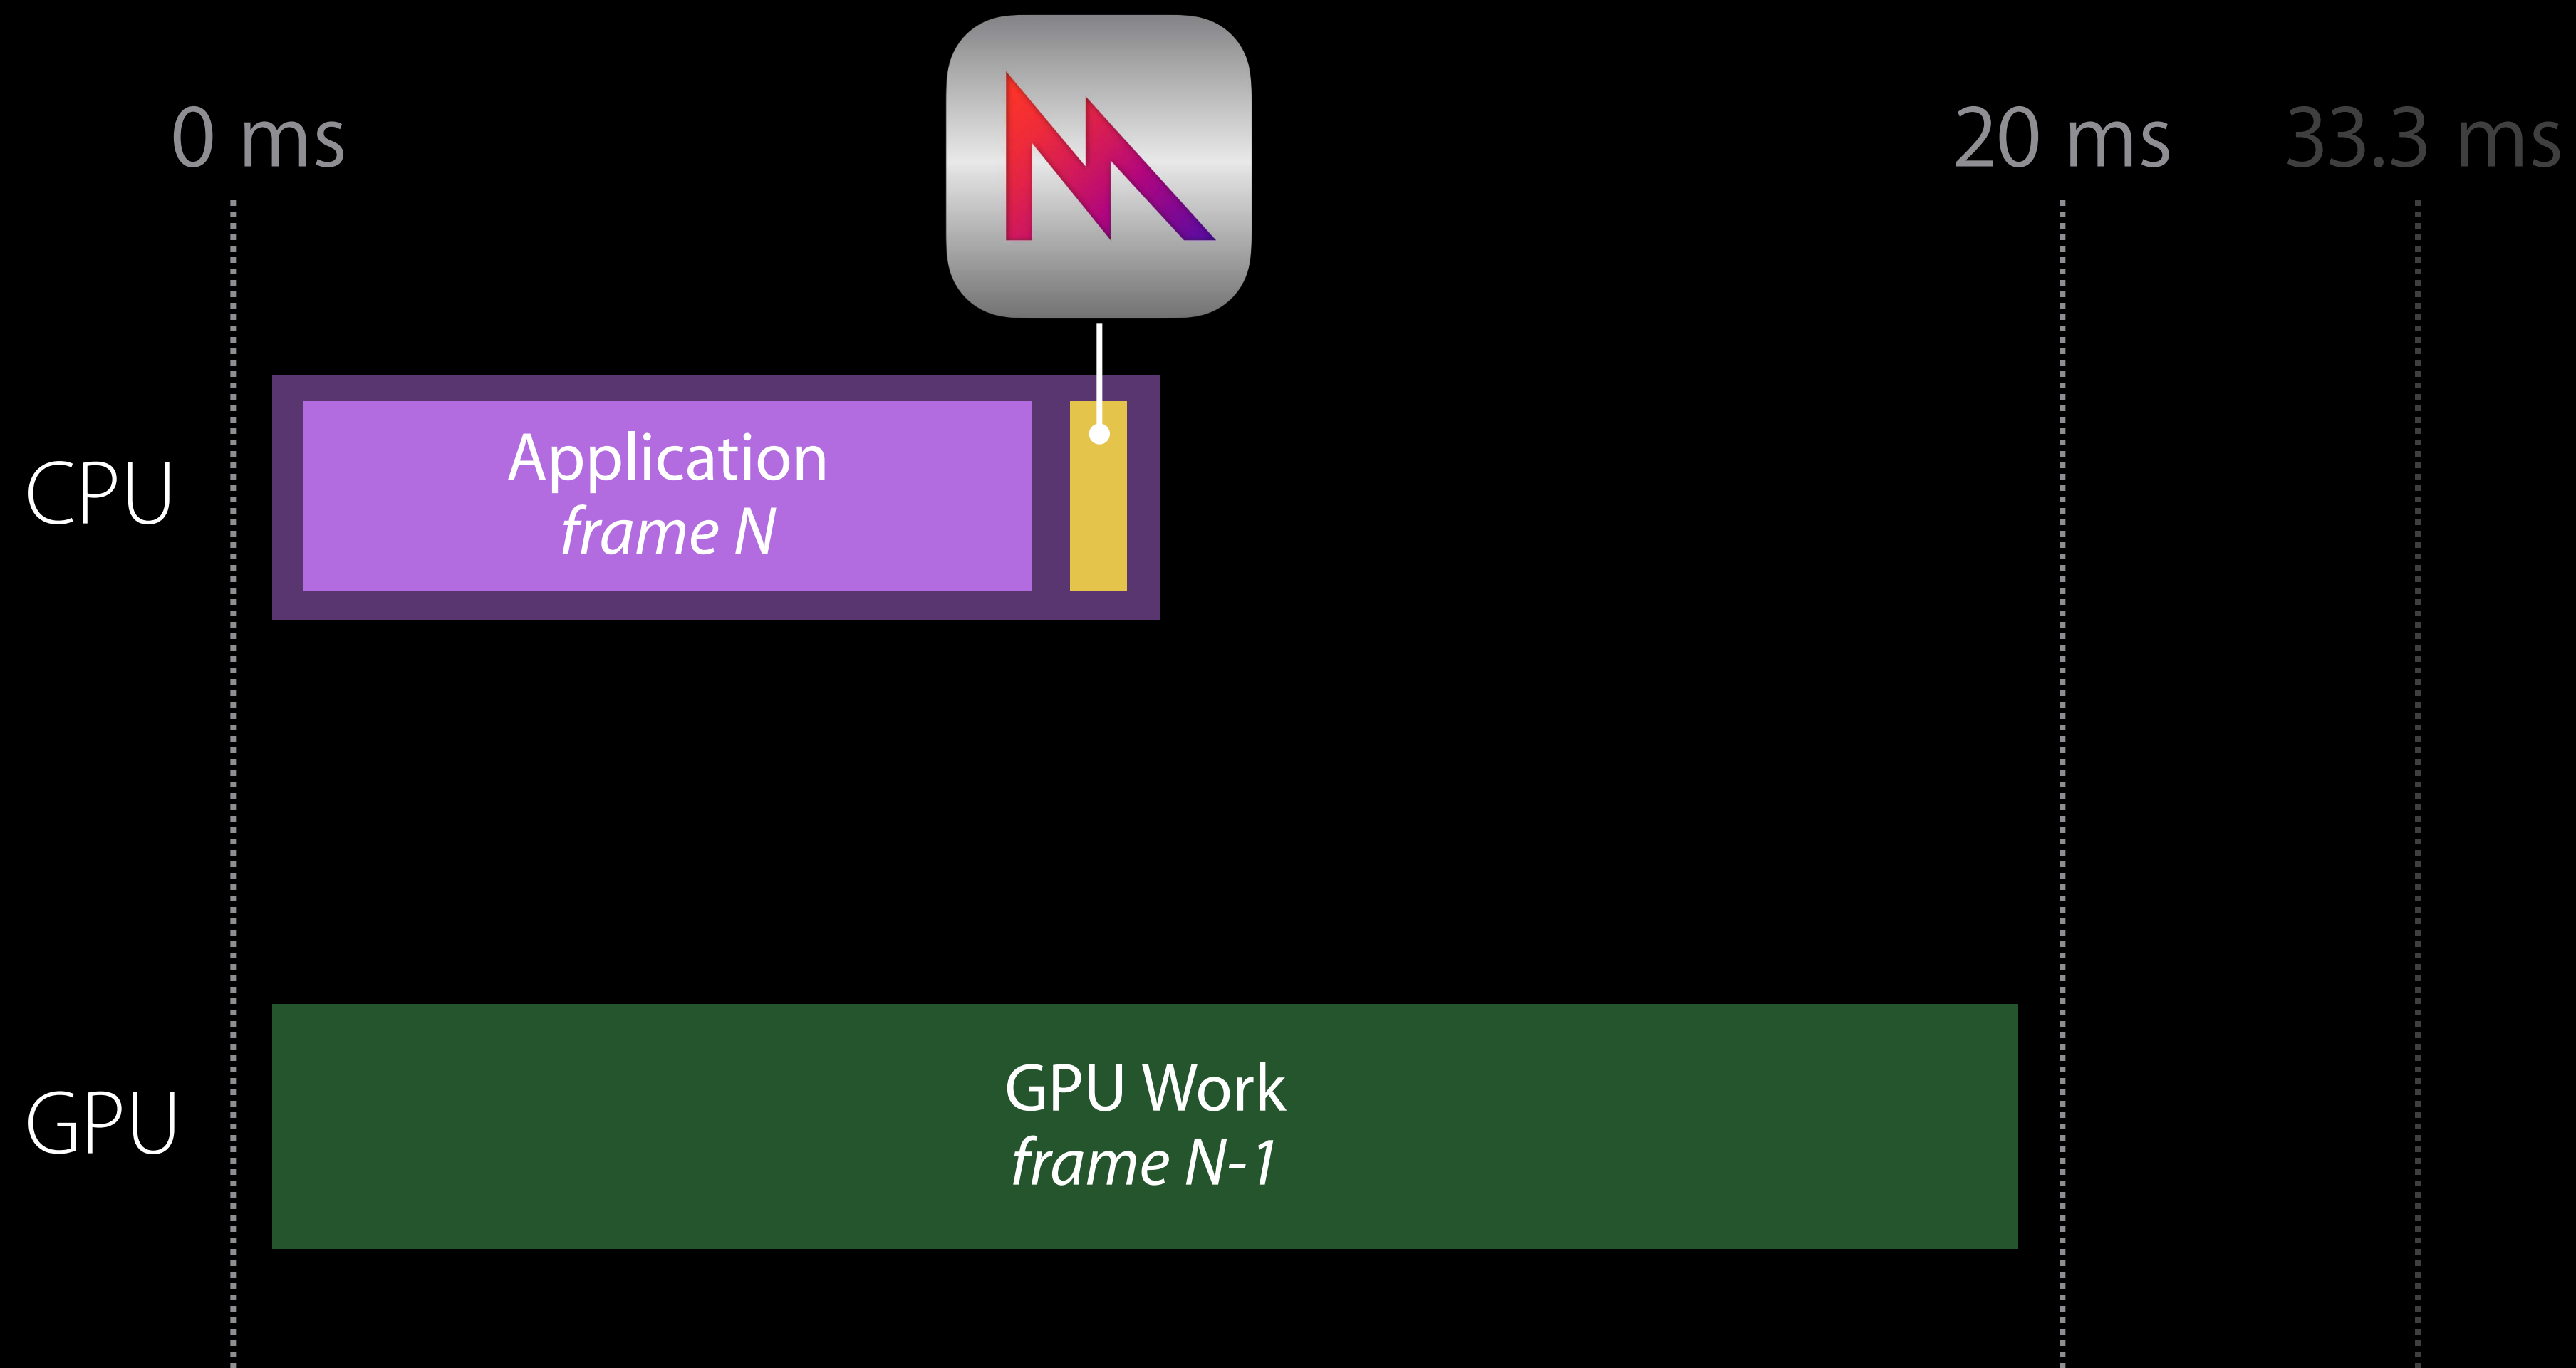 0 ms
20 ms
33.3 ms
CPU
Application
frame N
GPU
GPU Work
frame N-1